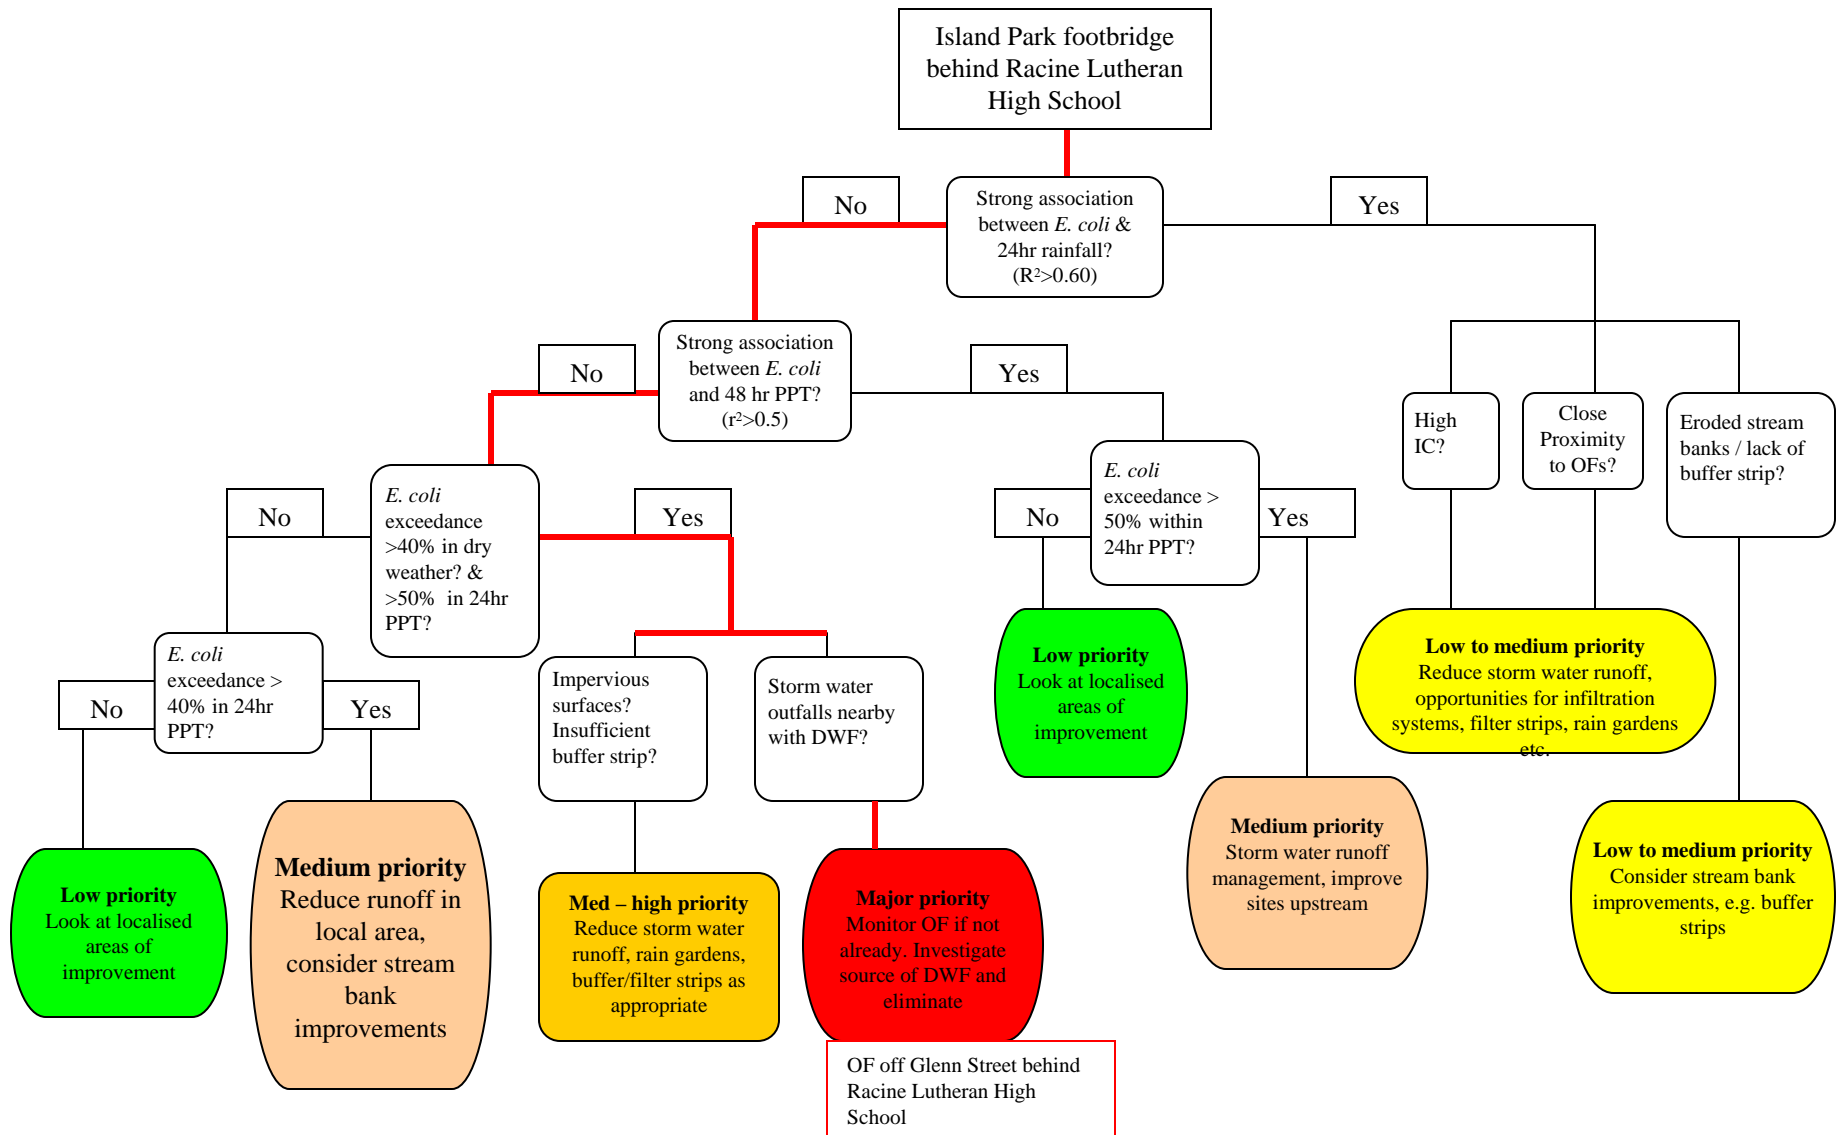 Island Park footbridge
behind Racine Lutheran
High School
No
Strong association
between E. coli &
24hr rainfall?
(R²>0.60)
Yes
Strong association
between E. coli
and 48 hr PPT?
(r²>0.5)
No
Yes
High
IC?
Close
Proximity
to OFs?
Eroded stream
banks / lack of
buffer strip?
E. coli
exceedance
>40% in dry
weather? &
>50% in 24hr
PPT?
No
Yes
E. coli
exceedance >
50% within
24hr PPT?
No
Yes
E. coli
exceedance >
40% in 24hr
PPT?
No
Yes
Impervious
surfaces?
Insufficient
buffer strip?
Storm water
outfalls nearby
with DWF?
Low priority
Look at localised
areas of
improvement
Low to medium priority
Reduce storm water runoff,
opportunities for infiltration
systems, filter strips, rain gardens
etc.
Low priority
Look at localised
areas of
improvement
Medium priority
Reduce runoff in
local area,
consider stream
bank
improvements
Med – high priority
Reduce storm water
runoff, rain gardens,
buffer/filter strips as
appropriate
Major priority
Monitor OF if not
already. Investigate
source of DWF and
eliminate
Medium priority
Storm water runoff
management, improve
sites upstream
Low to medium priority
Consider stream bank
improvements, e.g. buffer
strips
OF off Glenn Street behind
Racine Lutheran High
School